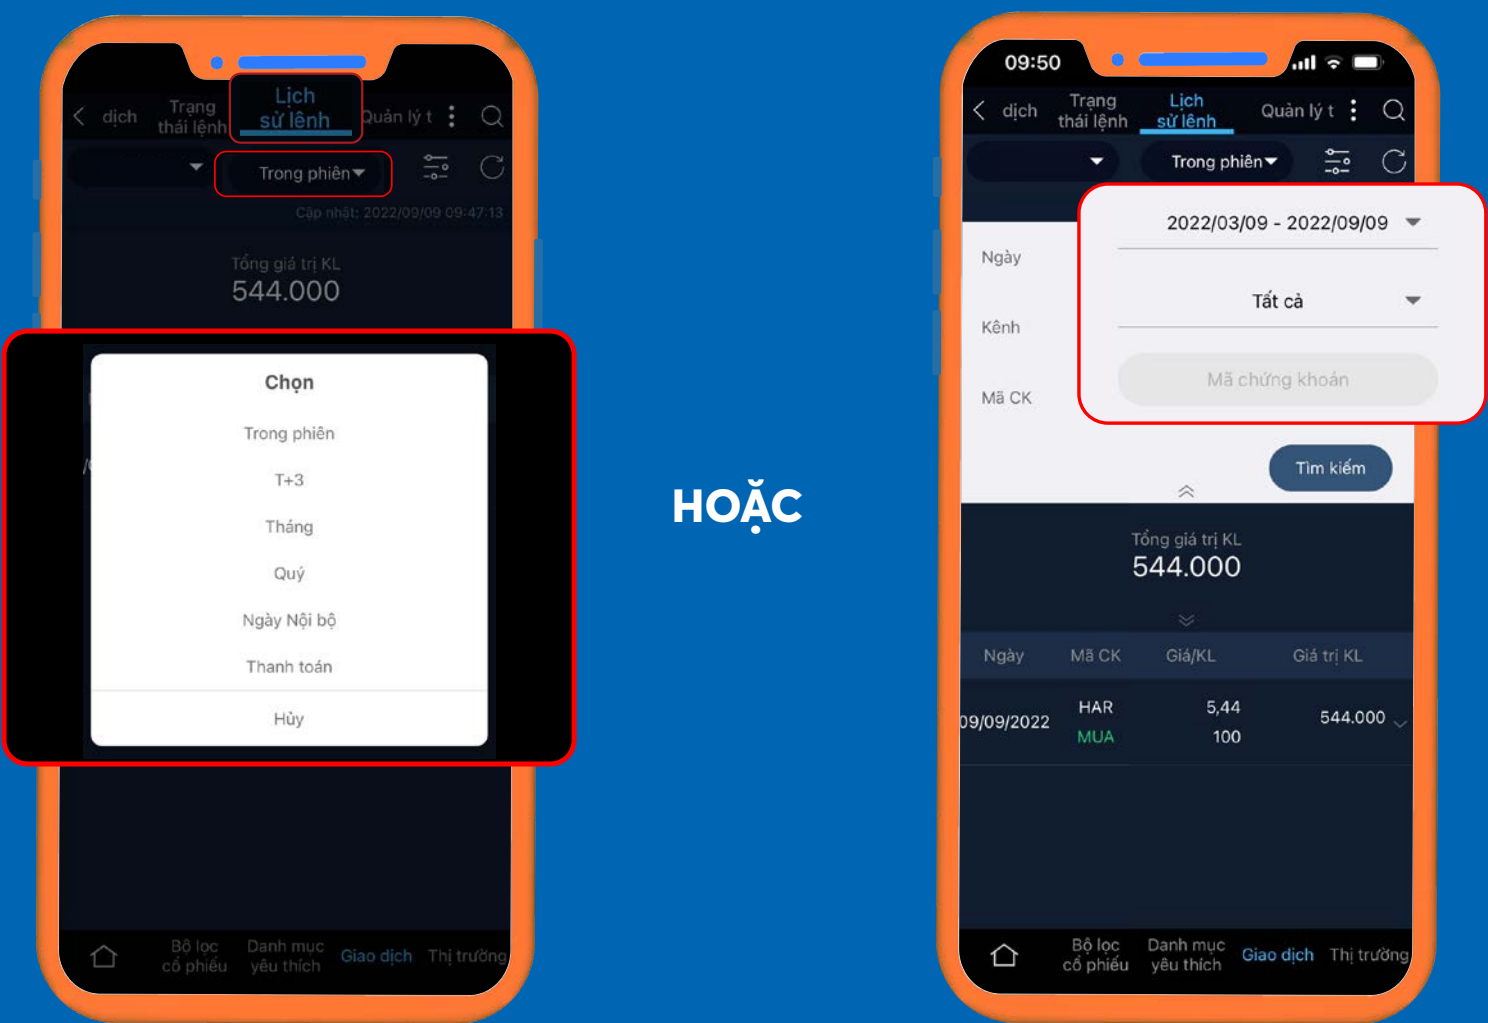 dịch
Trạng
thái lệnh
Lịch
sử lệnh
Quản lý t
Trong phiên
Cập nhật: 2022/09/09 09:47:13
Tổng giá trị KL
544.000
Chọn
Trong phiên
T+3
Tháng
Quý
Ngày Nội bộ
Thanh toán
Hủy
Bộ lọc
cổ phiếu
Danh mục
yêu thích
Giao dịch
Thị trường
HOẶC
09:50
dịch
Trạng
thái lệnh
Lịch
sử lệnh
Quản lý t
Trong phiên
Ngày
2022/03/09 - 2022/09/09
Kênh
Tất cả
Mã CK
Mã chứng khoán
Tìm kiếm
Tổng giá trị KL
544.000
Ngày Mã CK Giá/KL Giá trị KL
09/09/2022
HAR 5,44
MUA 100
544.000
Bộ lọc
cổ phiếu
Danh mục
yêu thích
Giao dịch
Thị trường